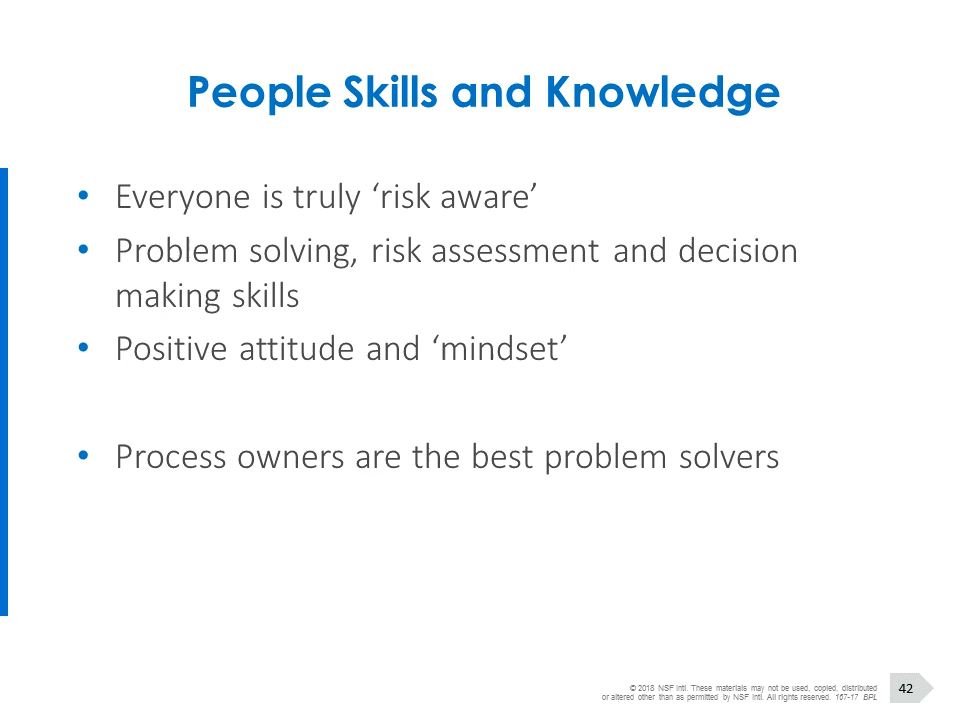 People Skills and Knowledge
• Everyone is truly ‘risk aware’
• Problem solving, risk assessment and decision
making skills
• Positive attitude and ‘mindset’
• Process owners are the best problem solvers
© 2018 NSF Intl. These materials may not be used, copied, distributed
or altered other than as permitted by NSF Intl. All rights reserved. 167-17 BPL
42